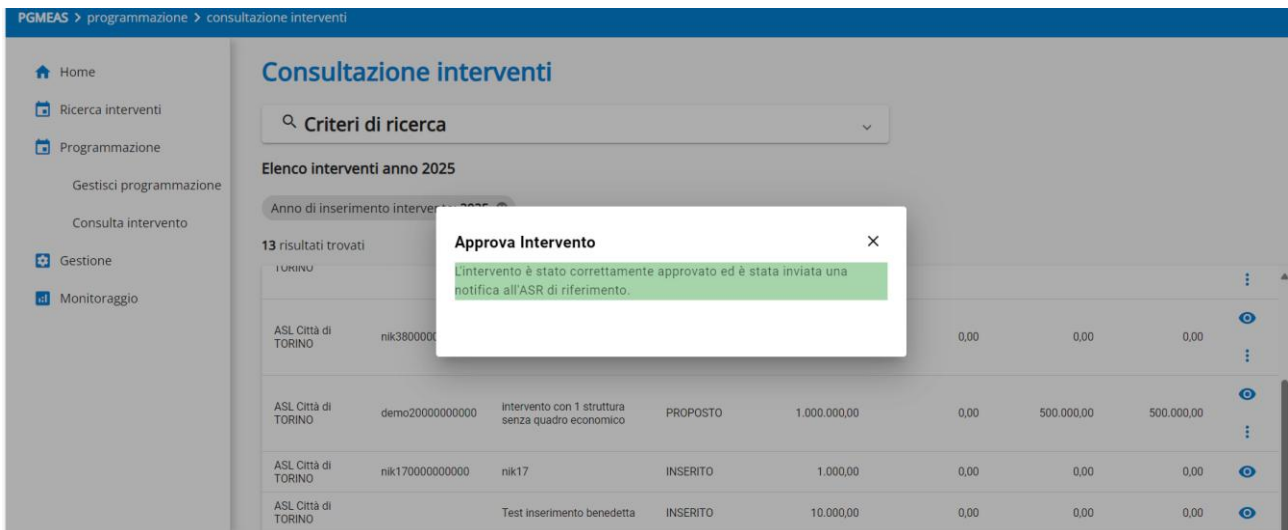 PGMEAS > programmazione > consultazione interventi
Home
Ricerca interventi
Programmazione
Gestisci programmazione
Consulta intervento
Gestione
Monitoraggio
Consultazione interventi
Criteri di ricerca
Elenco interventi anno 2025
Anno di inserimento intervento: 2025
13 risultati trovati
Approva Intervento
L'intervento è stato correttamente approvato ed è stata inviata una
notifica all'ASR di riferimento.
TORINO
ASL Città di
TORINO
nik3800000
0,00 0,00 0,00
ASL Città di
TORINO
demo20000000000
intervento con 1 struttura
senza quadro economico
PROPOSTO 1.000.000,00 0,00 500.000,00 500.000,00
ASL Città di
TORINO
nik170000000000 nik17 INSERITO 1.000,00 0,00 0,00 0,00
ASL Città di
TORINO
Test inserimento benedetta INSERITO 10.000,00 0,00 0,00 0,00